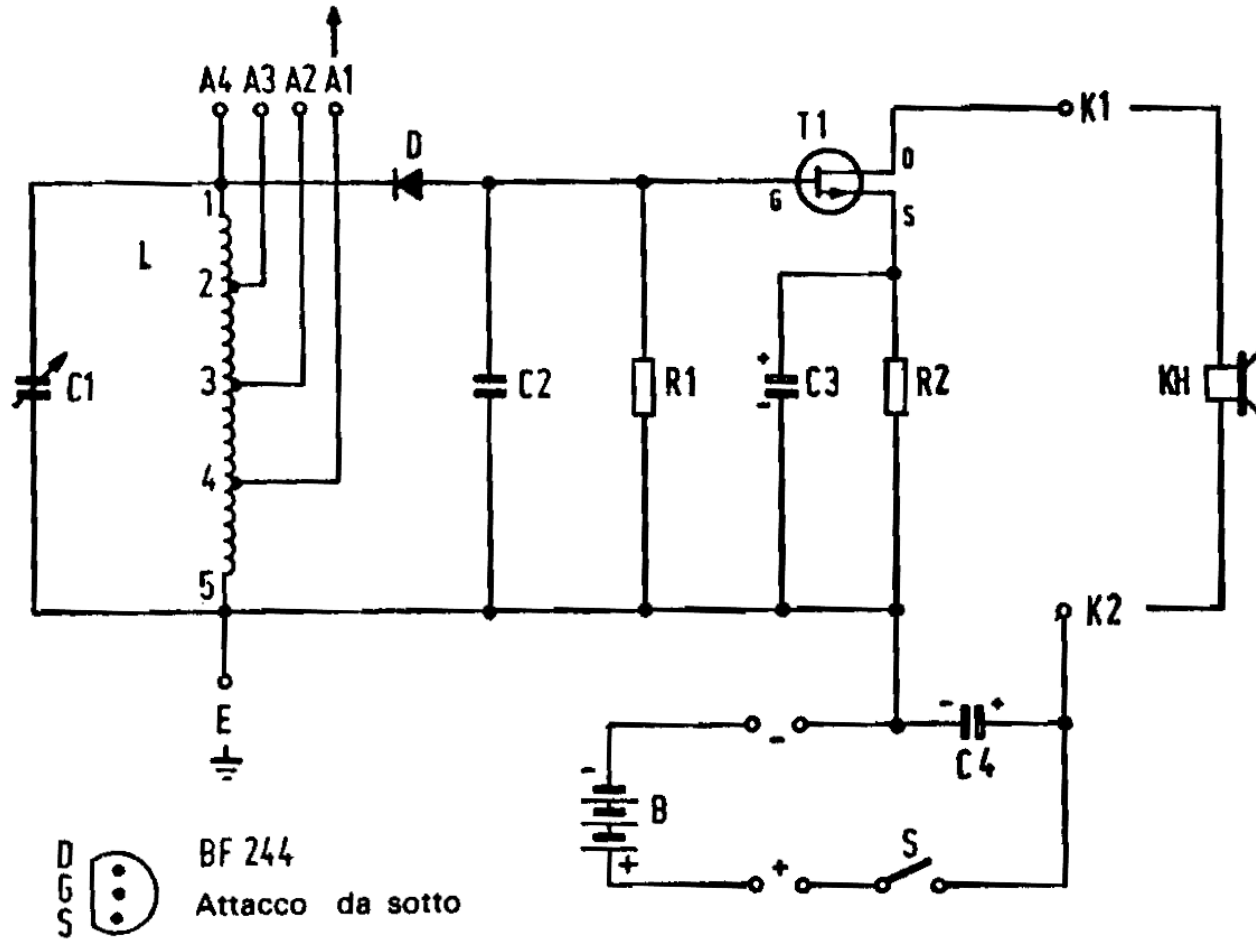 A4 A3 A2 A1
T1
K1
D
D
G
S
1
L
2
C1
3
C2
R1
+
C3
-
R2
KH
4
5
K2
E
- +
-
C4
-
B
+
+
S
D
G
S
BF 244
Attacco da sotto